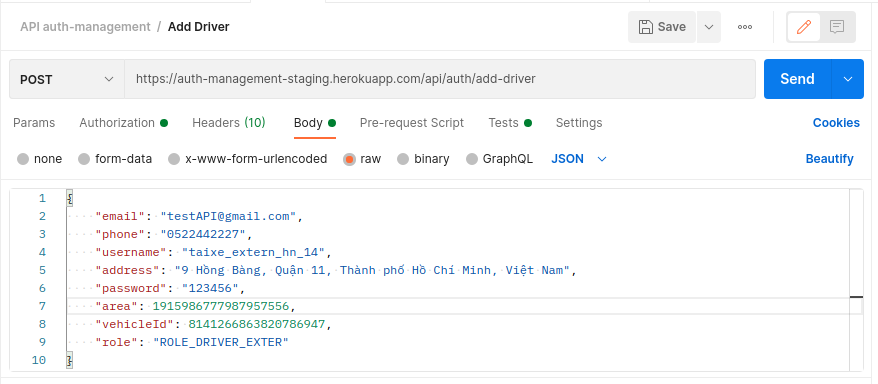 API auth-management / Add Driver
Save
POST https://auth-management-staging.herokuapp.com/api/auth/add-driver Send
Params Authorization Headers (10) Body Pre-request Script Tests Settings Cookies
none form-data x-www-form-urlencoded raw binary GraphQL JSON Beautify
1 {
2 "email": "testAPI@gmail.com",
3 "phone": "0522442227",
4 "username": "taixe_extern_hn_14",
5 "address": "9 Hồng Bàng, Quận 11, Thành phố Hồ Chí Minh, Việt Nam",
6 "password": "123456",
7 "area": 1915986777987957556,
8 "vehicleId": 8141266863820786947,
9 "role": "ROLE_DRIVER_EXTER"
10 }